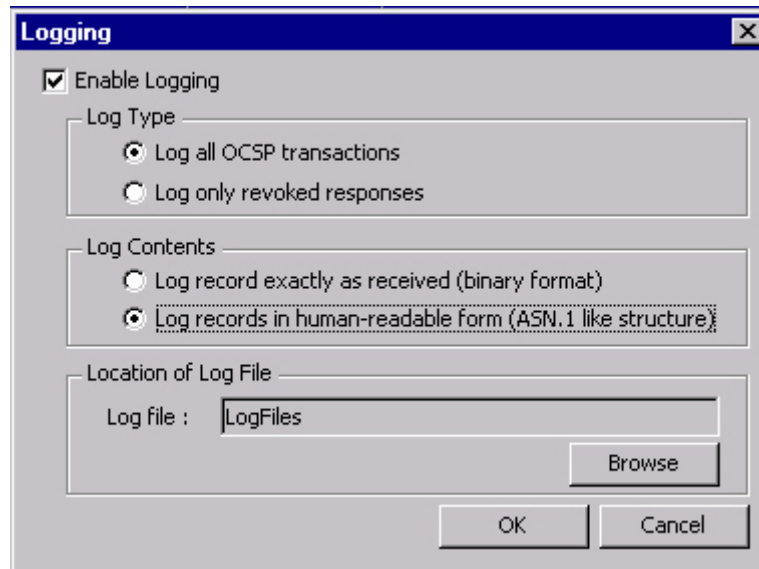 Logging
Enable Logging
Log Type
Log all OCSP transactions
Log only revoked responses
Log Contents
Log record exactly as received (binary format)
Log records in human-readable form (ASN.1 like structure)
Location of Log File
Log file :
LogFiles
Browse
OK
Cancel